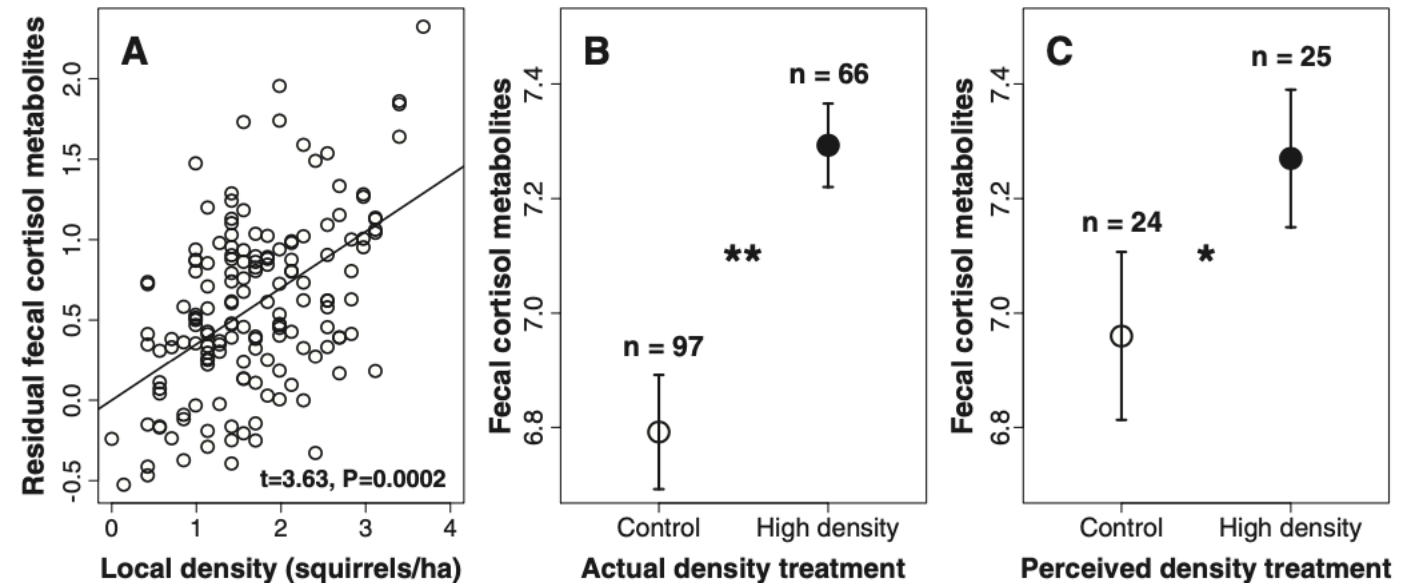 A
Residual fecal cortisol metabolites
2.0
1.5
1.0
0.5
0.0
-0.5
t=3.63, P=0.0002
0 1 2 3 4
Local density (squirrels/ha)
B
Fecal cortisol metabolites
7.4
7.2
7.0
6.8
n = 66
**
n = 97
Control High density
Actual density treatment
C
Fecal cortisol metabolites
7.4
7.2
7.0
6.8
n = 25
n = 24
*
Control High density
Perceived density treatment